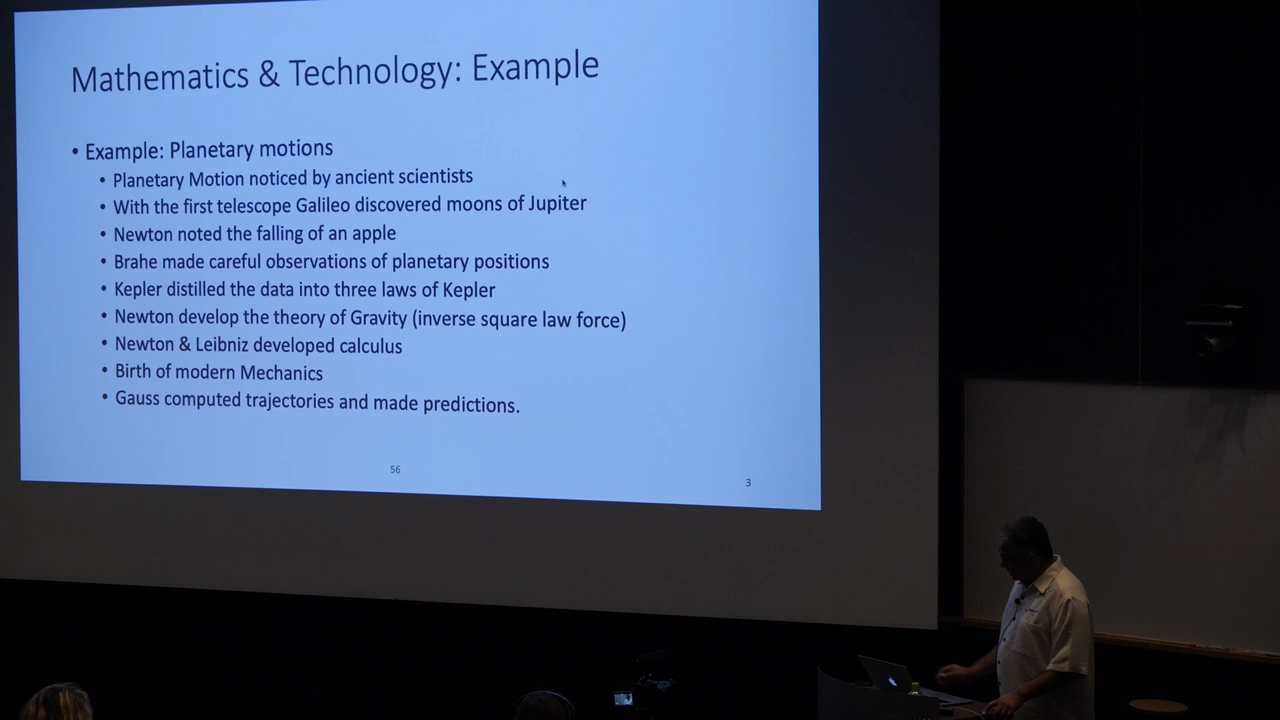 Mathematics & Technology: Example
• Example: Planetary motions
• Planetary Motion noticed by ancient scientists
• With the first telescope Galileo discovered moons of Jupiter
• Newton noted the falling of an apple
• Brahe made careful observations of planetary positions
• Kepler distilled the data into three laws of Kepler
• Newton develop the theory of Gravity (inverse square law force)
• Newton & Leibniz developed calculus
• Birth of modern Mechanics
• Gauss computed trajectories and made predictions.
56
3